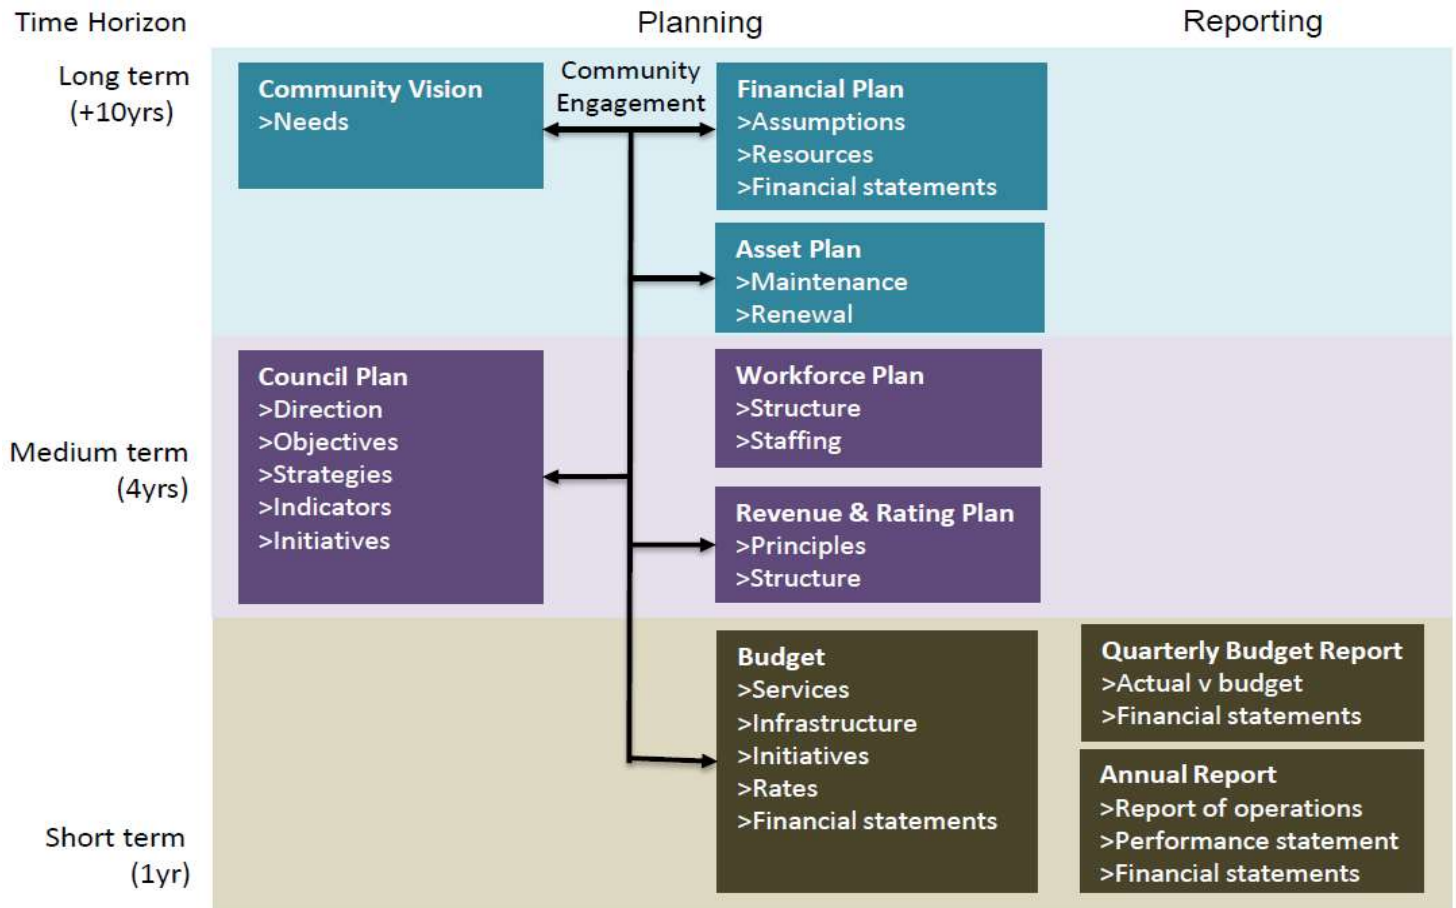 Time Horizon
Planning
Reporting
Long term
(+10yrs)
Community Vision
>Needs
Community
Engagement
Financial Plan
>Assumptions
>Resources
>Financial statements
Asset Plan
>Maintenance
>Renewal
Medium term
(4yrs)
Council Plan
>Direction
>Objectives
>Strategies
>Indicators
>Initiatives
Workforce Plan
>Structure
>Staffing
Revenue & Rating Plan
>Principles
>Structure
Short term
(1yr)
Budget
>Services
>Infrastructure
>Initiatives
>Rates
>Financial statements
Quarterly Budget Report
>Actual v budget
>Financial statements
Annual Report
>Report of operations
>Performance statement
>Financial statements